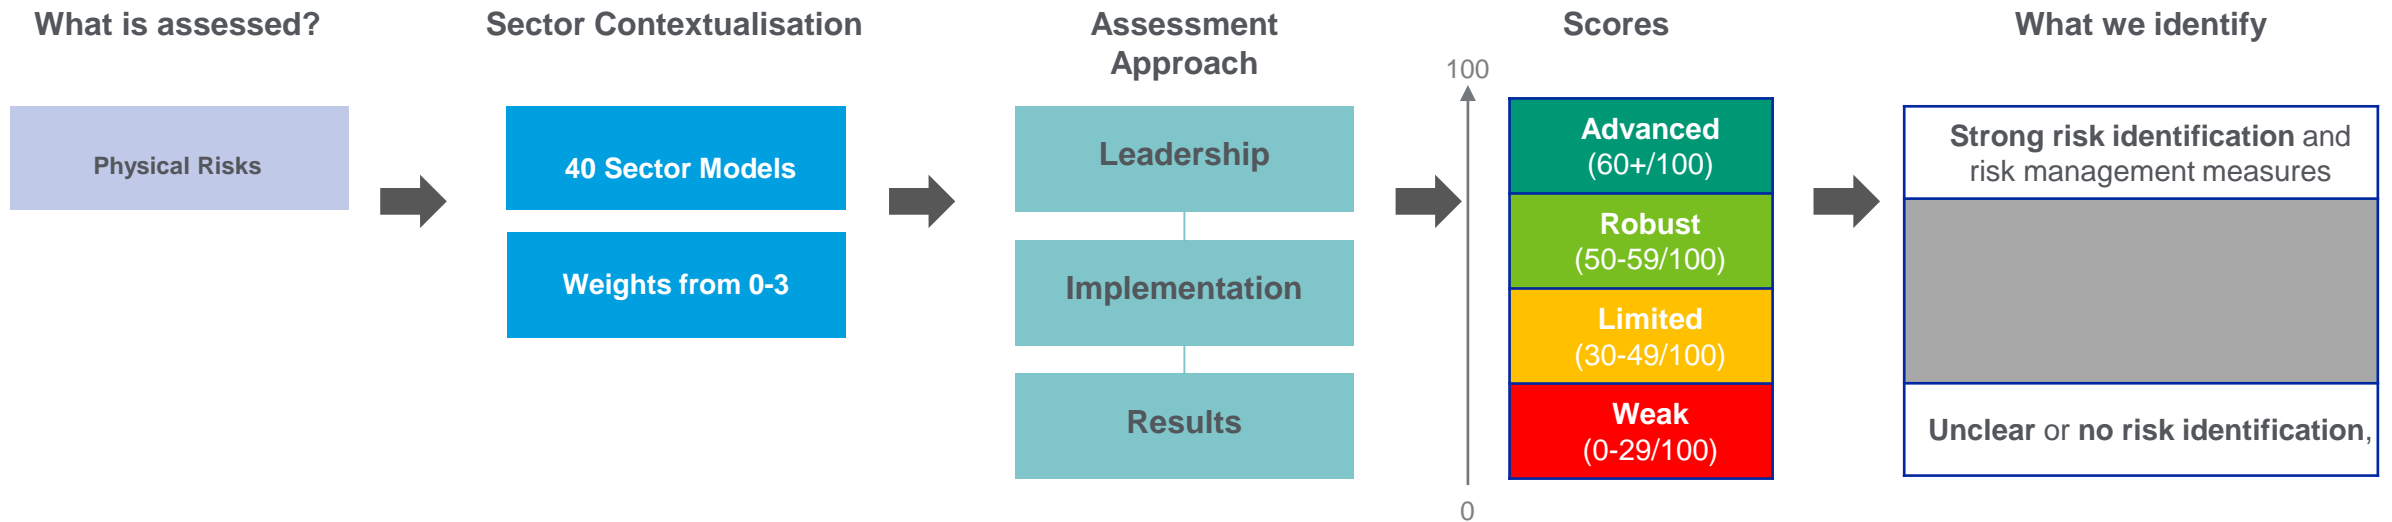 What is assessed?
Physical Risks
Sector Contextualisation
40 Sector Models
Weights from 0-3
Assessment
Approach
Leadership
Implementation
Results
Scores
100
0
Advanced
(60+/100)
Robust
(50-59/100)
Limited
(30-49/100)
Weak
(0-29/100)
What we identify
Strong risk identification and
risk management measures
Unclear or no risk identification,